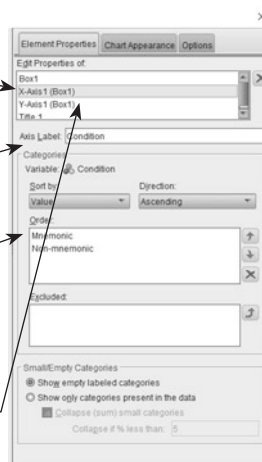 Element Properties Chart Appearance Options
Edit Properties of:
Box1
X-Axis1 (Box1)
Y-Axis1 (Box1)
Title 1
Axis Label: Condition
Categories
Variable: Condition
Sort by: Direction:
Value Ascending
Order:
Mnemonic
Non-mnemonic
Excluded:
Small/Empty Categories
Show empty labeled categories
Show only categories present in the data
Collapse (sum) small categories
Collapse if % less than: 5